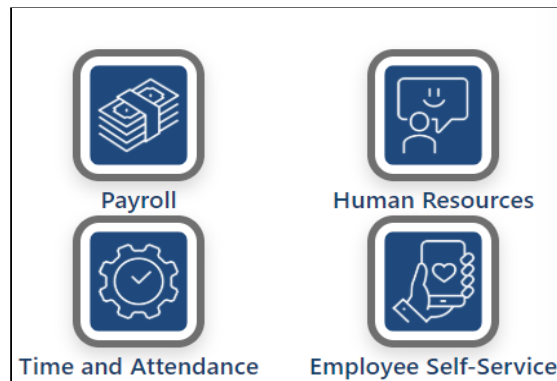 Payroll
Human Resources
Time and Attendance
Employee Self-Service